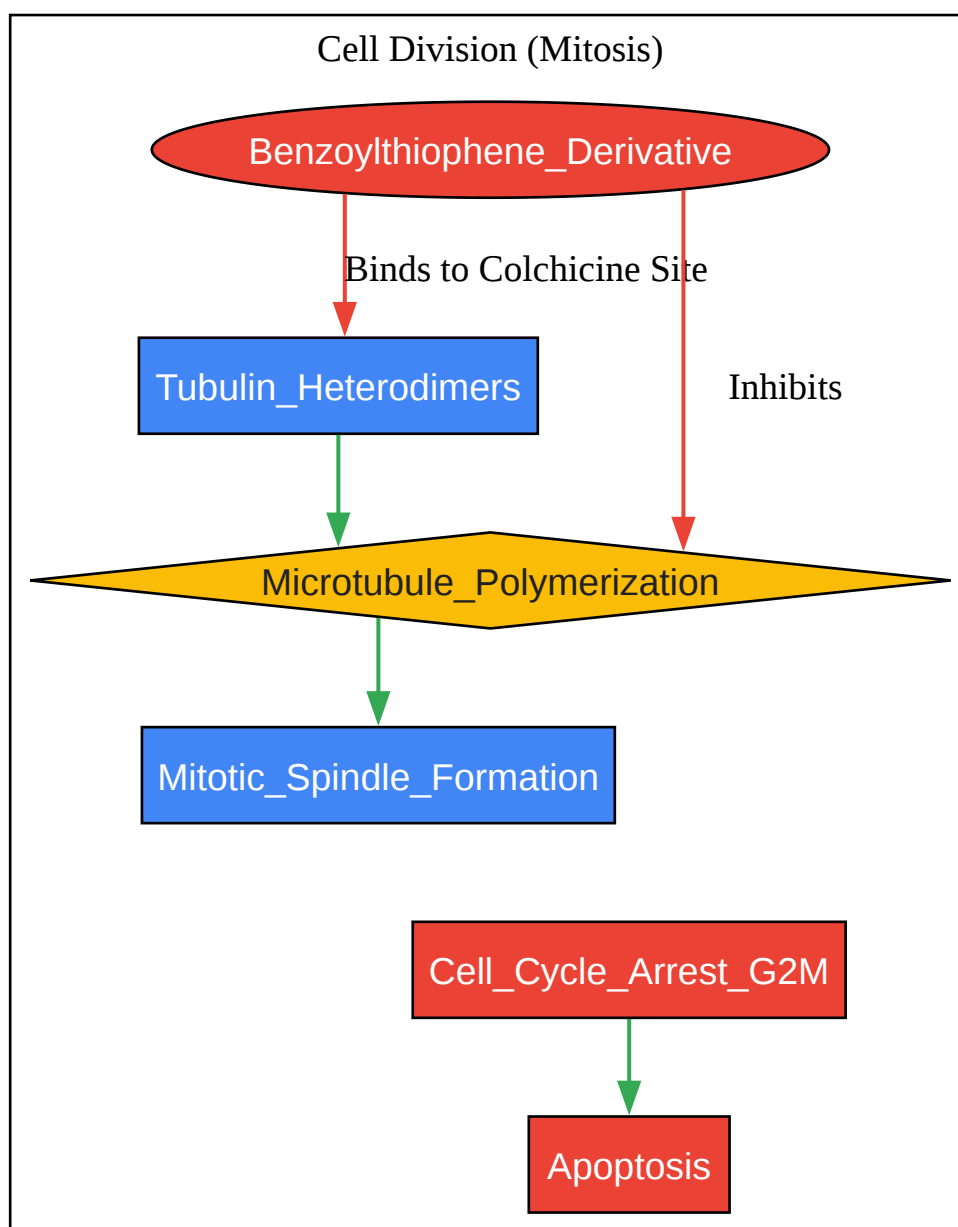 Cell Division (Mitosis)
Benzoylthiophene_Derivative
Binds to Colchicine Site
Tubulin_Heterodimers
Inhibits
Microtubule_Polymerization
Mitotic_Spindle_Formation
Cell_Cycle_Arrest_G2M
Apoptosis